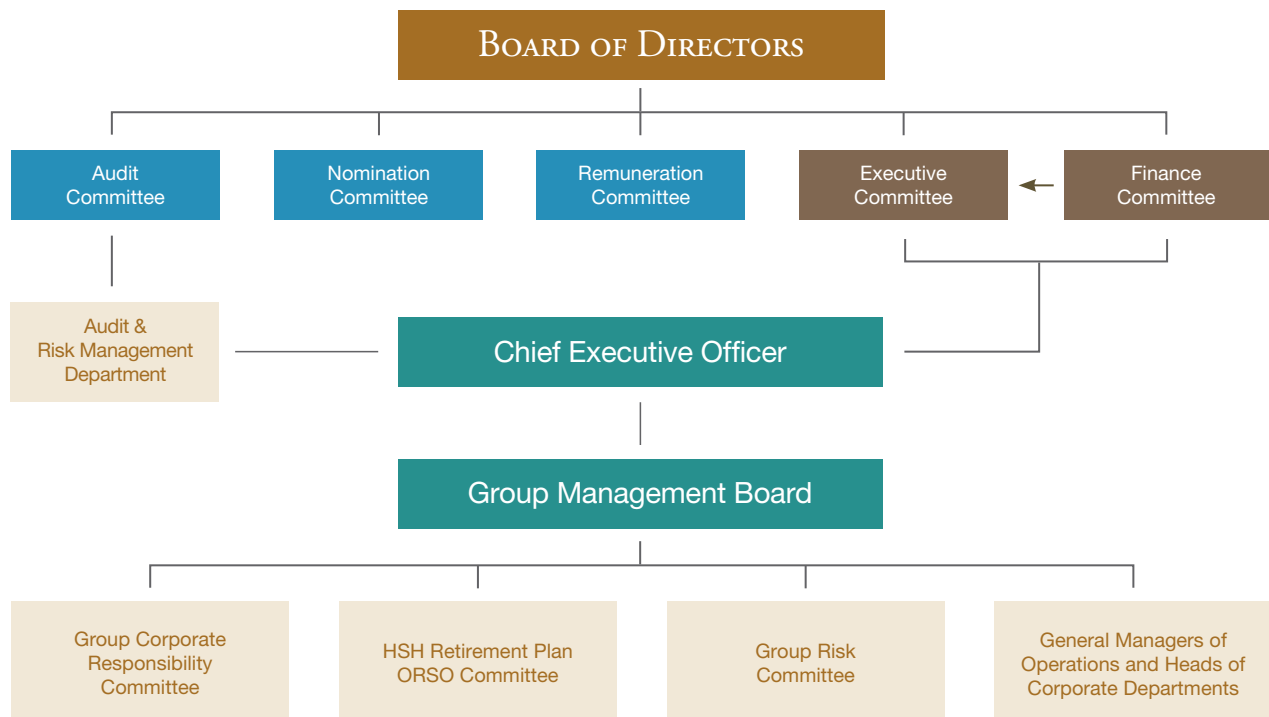 Board of Directors
Audit
Committee
Nomination
Committee
Remuneration
Committee
Executive
Committee
Finance
Committee
Audit &
Risk Management
Department
Chief Executive Officer
Group Management Board
Group Corporate
Responsibility
Committee
HSH Retirement Plan
ORSO Committee
Group Risk
Committee
General Managers of
Operations and Heads of
Corporate Departments